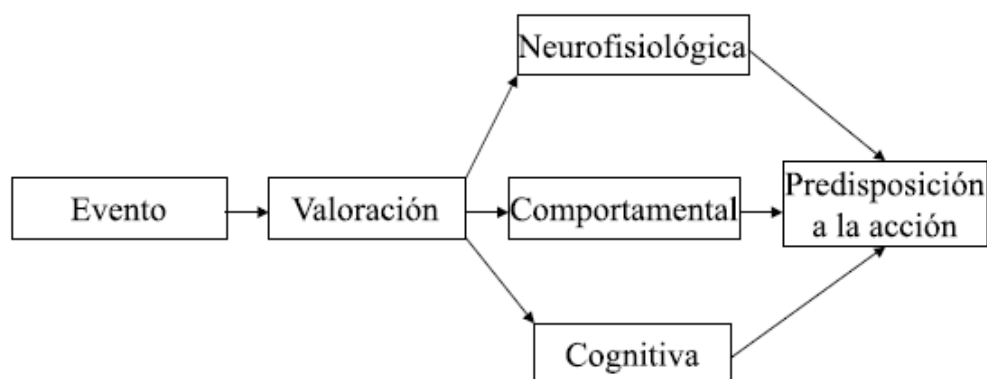 Neurofisiológica
Evento
Valoración
Comportamental
Predisposición
a la acción
Cognitiva